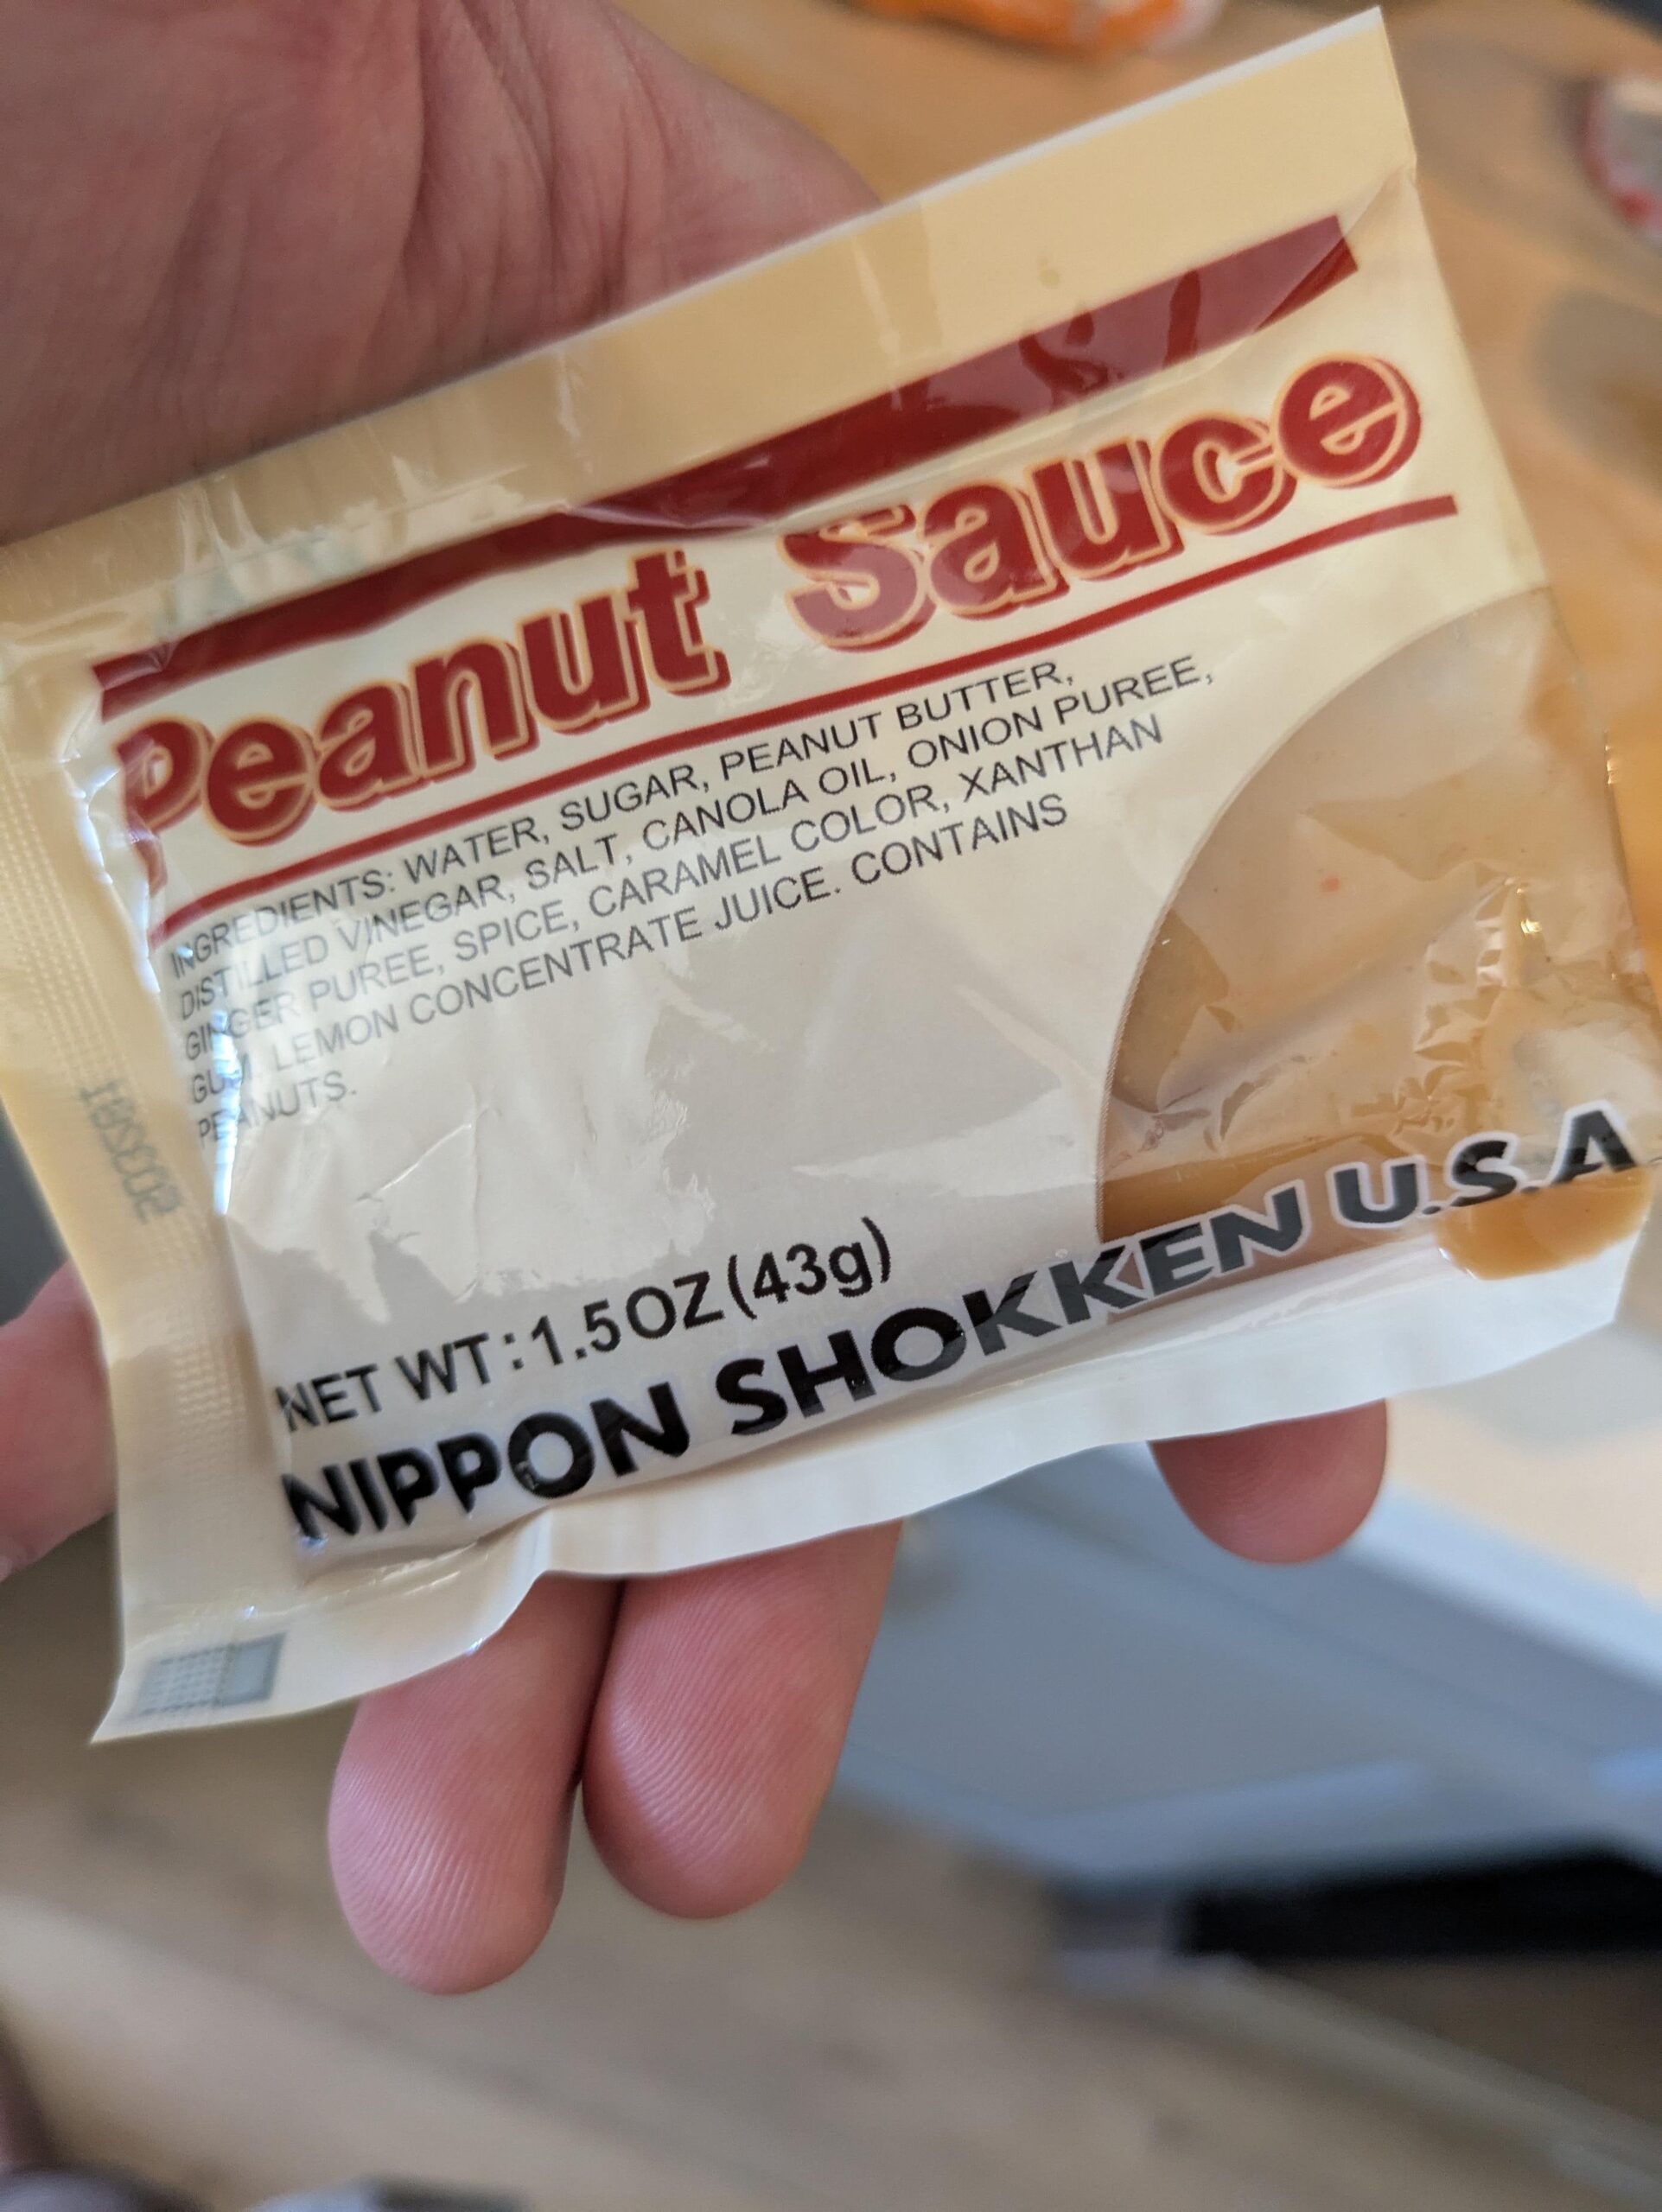 Peanut Sauce
INGREDIENTS: WATER, SUGAR, PEANUT BUTTER,
DISTILLED VINEGAR, SALT, CANOLA OIL, ONION PUREE,
GINGER PUREE, SPICE, CARAMEL COLOR, XANTHAN
GUM, LEMON CONCENTRATE JUICE. CONTAINS
PEANUTS.
NET WT:1.5OZ(43g)
NIPPON SHOKKEN U.S.A